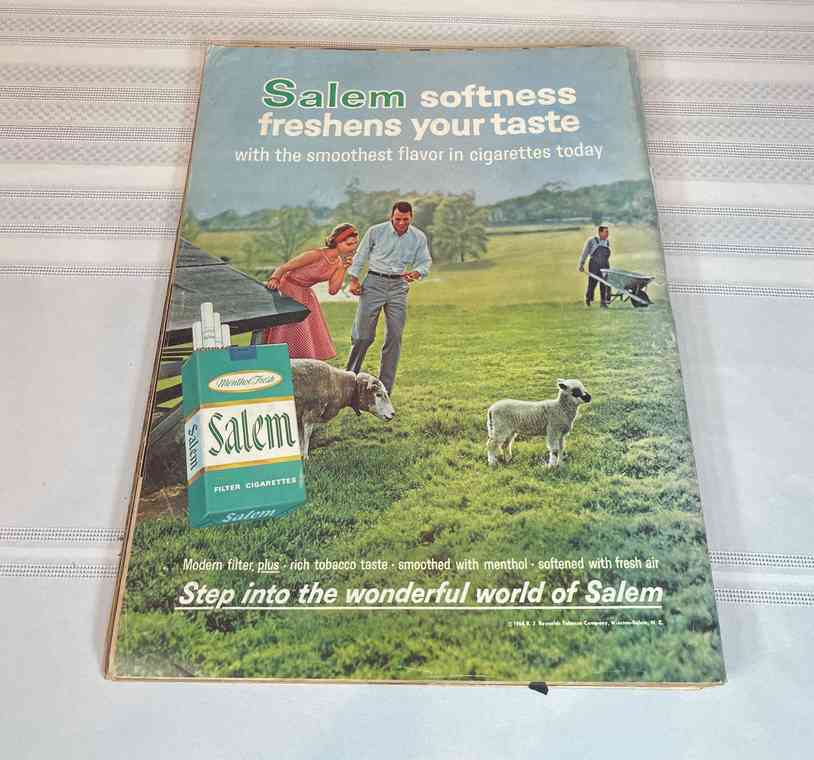 Salem softness
freshens your taste
with the smoothest flavor in cigarettes today
Menthol Fresh
Salem
Salem
FILTER CIGARETTES
Salem
Modern filter, plus · rich tobacco taste · smoothed with menthol · softened with fresh air
Step into the wonderful world of Salem
© 1964 R. J. Reynolds Tobacco Company, Winston-Salem, N. C.